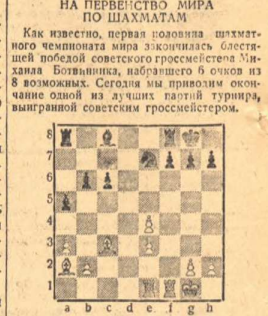 НА ПЕРВЕНСТВО МИРА
ПО ШАХМАТАМ
Как известно, первая половина шахмат-
ного чемпионата мира закончилась блестя-
щей победой советского гроссмейстера Ми-
хаила Ботвинника, набравшего 6 очков из
8 возможных. Сегодня мы приводим окон-
чание одной из лучших партий турнира,
выигранной советским гроссмейстером.
8
7
6
5
4
3
2
1
a b c d e f g h